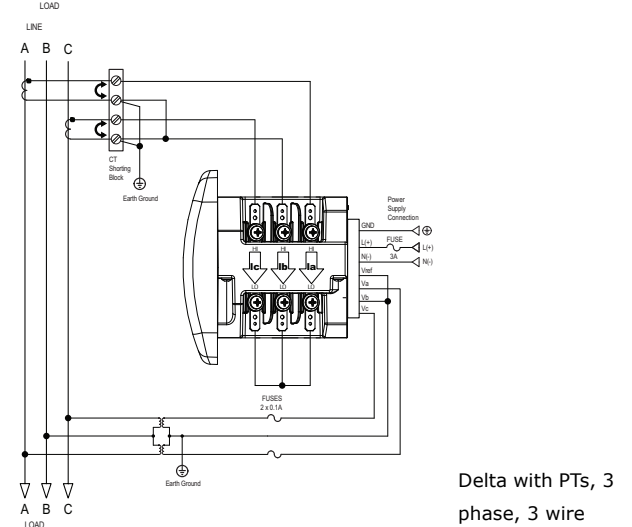 LOAD
LINE
A B C
CT
Shorting
Block
Earth Ground
HI HI HI
Ic Ib Ia
LO LO LO
Power
Supply
Connection
GND
L(+)
FUSE
L(+)
N(-)
3A
N(-)
Vref
Va
Vb
Vc
FUSES
2 x 0.1A
Earth Ground
A B C
LOAD
Delta with PTs, 3
phase, 3 wire